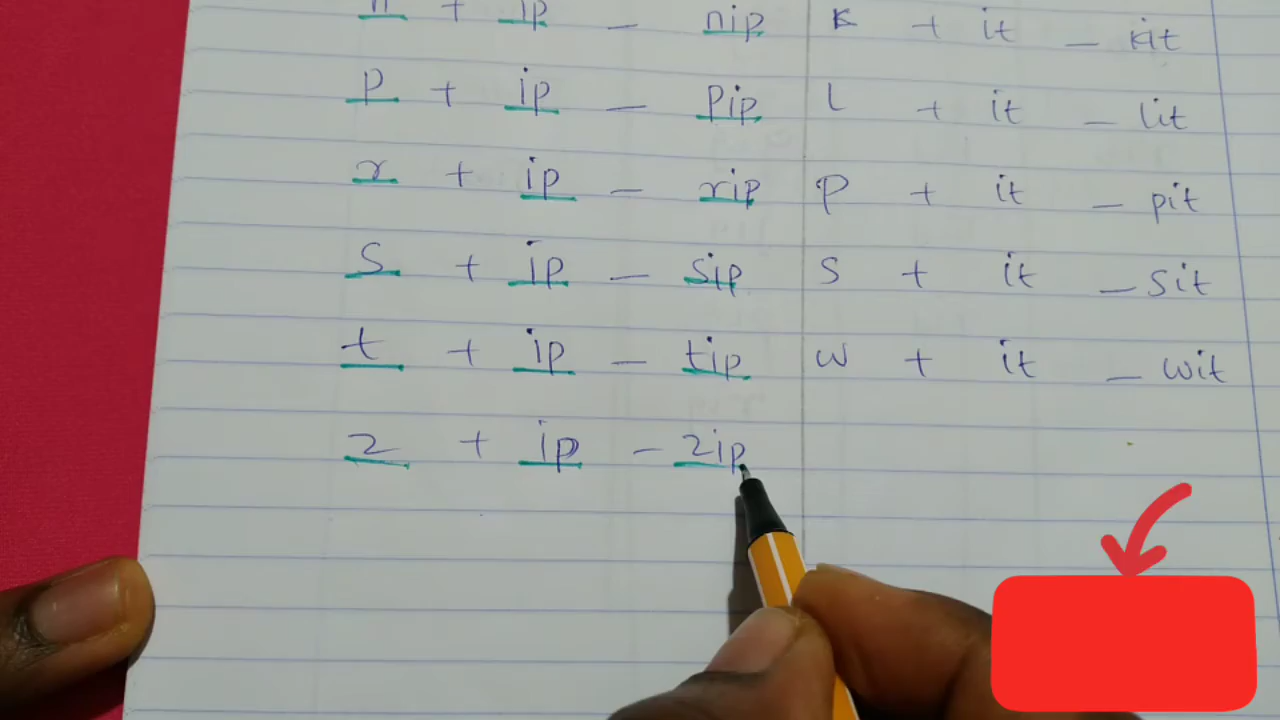 n + ip - nip k + it - kit
p + ip - pip l + it - lit
r + ip - rip p + it - pit
s + ip - sip s + it - sit
t + ip - tip w + it - wit
z + ip - zip